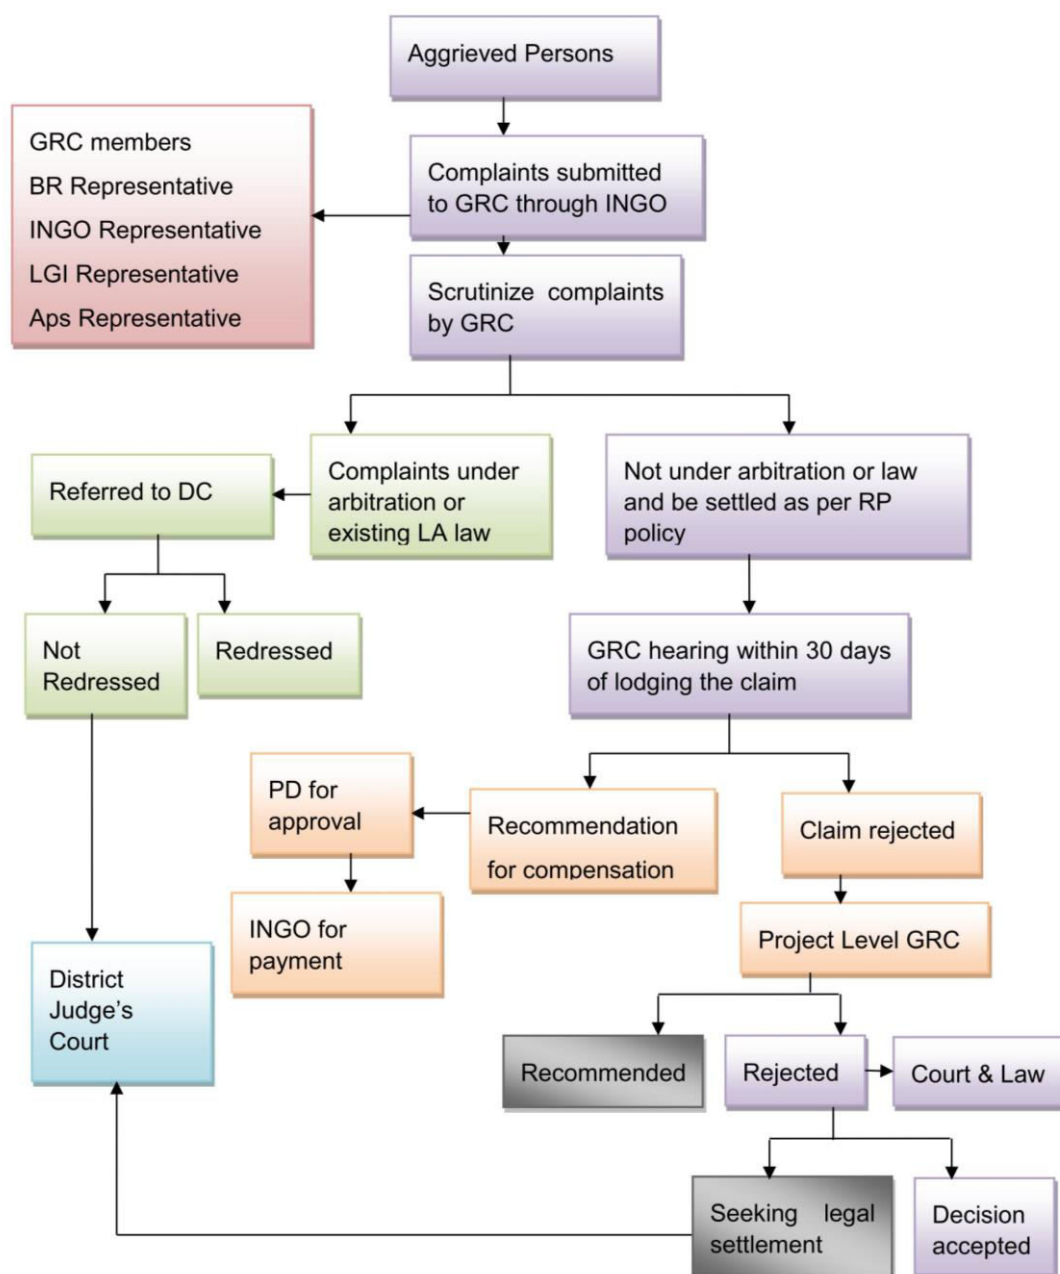 Aggrieved Persons
GRC members
BR Representative
INGO Representative
LGI Representative
Aps Representative
Complaints submitted
to GRC through INGO
Scrutinize complaints
by GRC
Referred to DC
Complaints under
arbitration or
existing LA law
Not under arbitration or law
and be settled as per RP
policy
Not
Redressed
Redressed
GRC hearing within 30 days
of lodging the claim
PD for
approval
Recommendation
for compensation
Claim rejected
INGO for
payment
Project Level GRC
District
Judge's
Court
Recommended
Rejected
Court & Law
Seeking legal
settlement
Decision
accepted